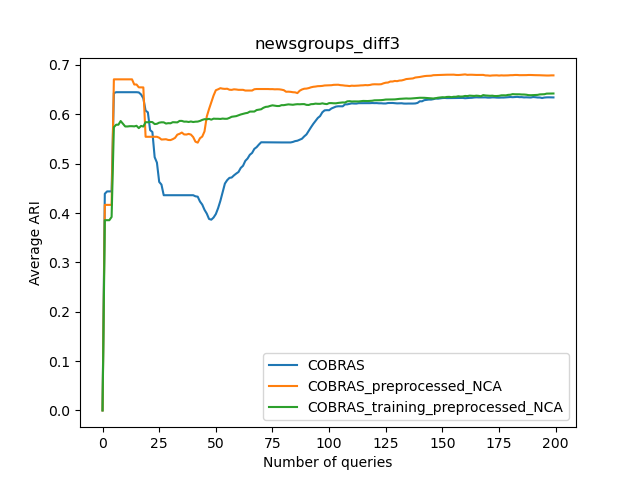 newsgroups_diff3
0.7
0.6
0.5
0.4
0.3
0.2
0.1
0.0
Average ARI
COBRAS
COBRAS_preprocessed_NCA
COBRAS_training_preprocessed_NCA
0 25 50 75 100 125 150 175 200
Number of queries